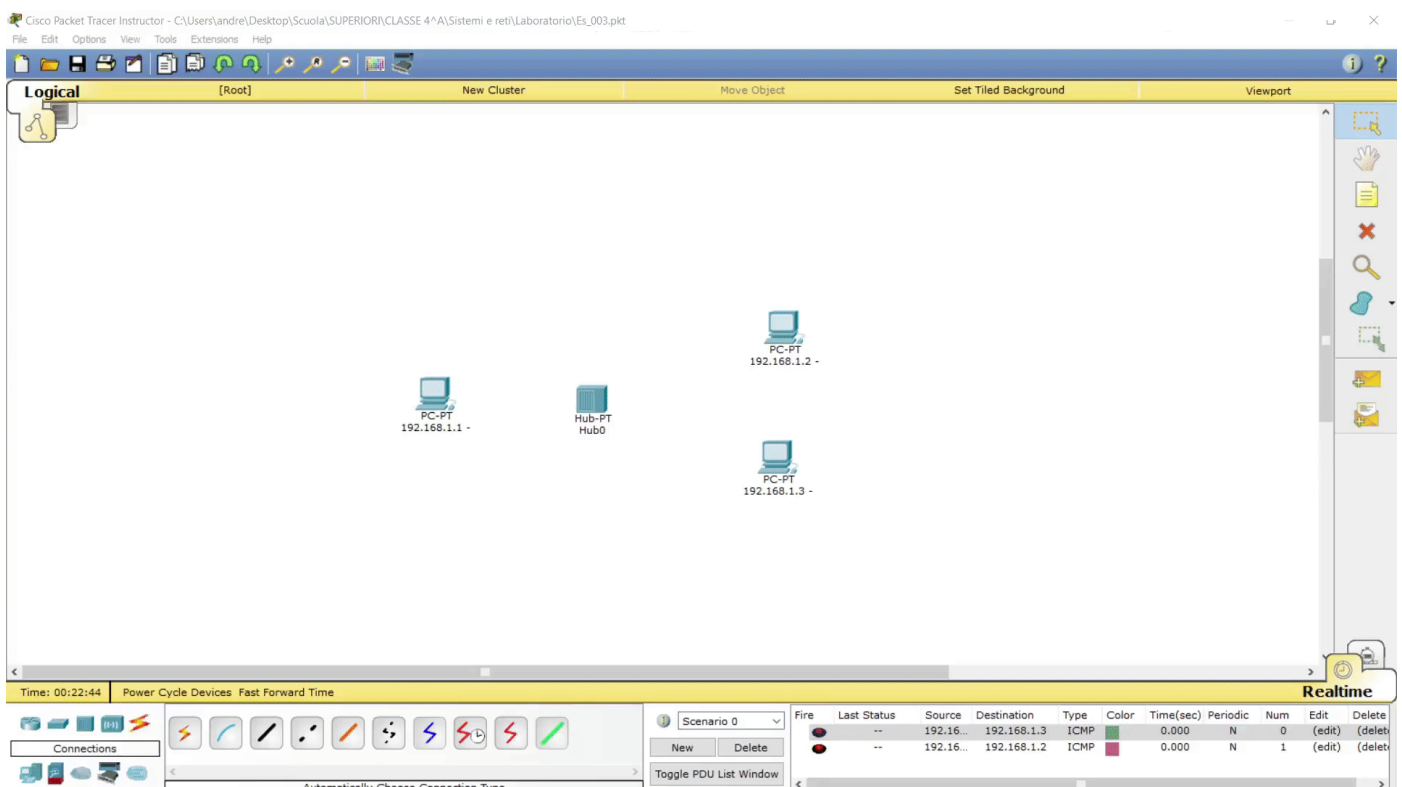 Cisco Packet Tracer Instructor - C:\Users\andre\Desktop\Scuola\SUPERIORI\CLASSE 4^A\Sistemi e reti\Laboratorio\Es_003.pkt
File Edit Options View Tools Extensions Help
Logical [Root] New Cluster Move Object Set Tiled Background Viewport
PC-PT
192.168.1.2 -
PC-PT
192.168.1.1 -
Hub-PT
Hub0
PC-PT
192.168.1.3 -
Time: 00:22:44 Power Cycle Devices Fast Forward Time Realtime
Connections
Automatically Choose Connection Type
Scenario 0
New Delete
Toggle PDU List Window
Fire Last Status Source Destination Type Color Time(sec) Periodic Num Edit Delete
-- 192.16... 192.168.1.3 ICMP 0.000 N 0 (edit) (delet
-- 192.16... 192.168.1.2 ICMP 0.000 N 1 (edit) (delet